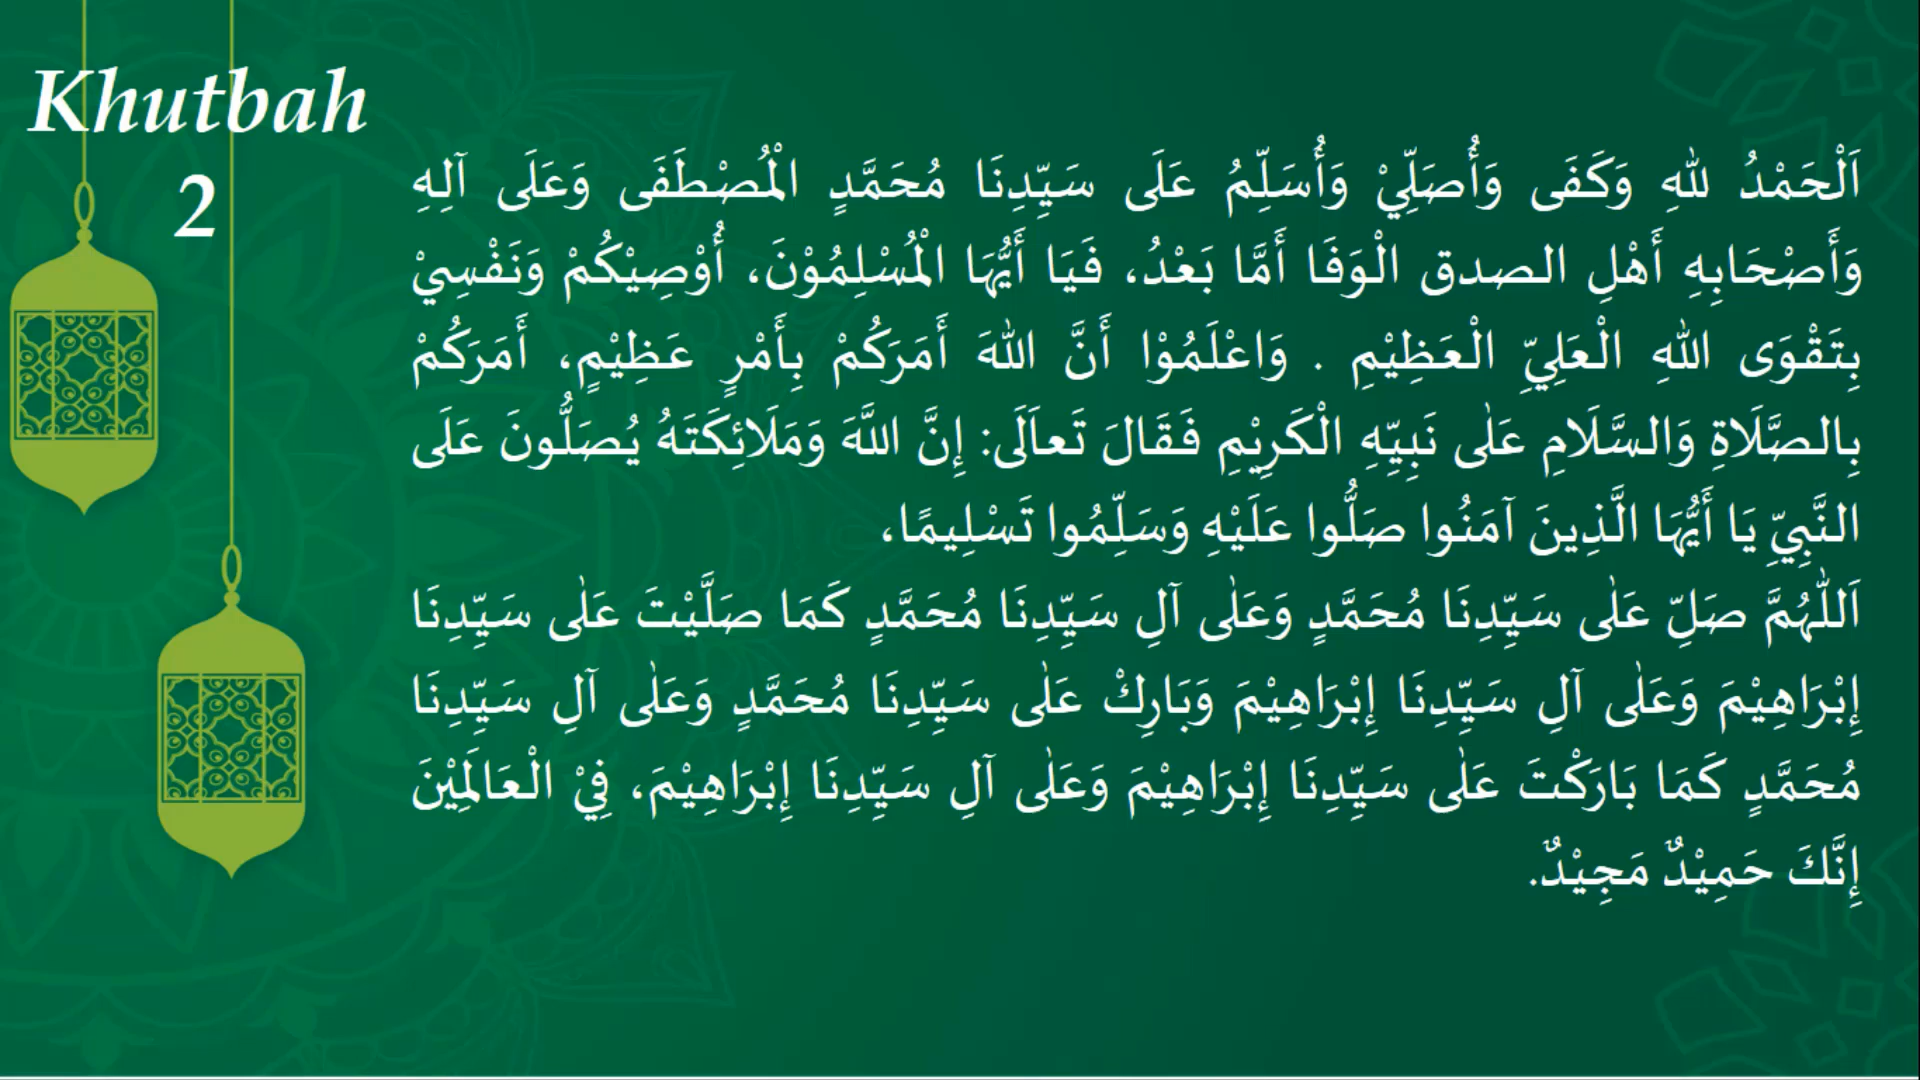 Khutbah
2
اَلْحَمْدُ للهِ وَكَفَى وَأُصَلِّيْ وَأُسَلِّمُ عَلَى سَيِّدِنَا مُحَمَّدٍ الْمُصْطَفَى وَعَلَى آلِهِ
وَأَصْحَابِهِ أَهْلِ الصدق الْوَفَا أَمَّا بَعْدُ، فَيَا أَيُّهَا الْمُسْلِمُوْنَ، أُوْصِيْكُمْ وَنَفْسِيْ
بِتَقْوَى اللهِ الْعَلِيِّ الْعَظِيْمِ . وَاعْلَمُوْا أَنَّ اللهَ أَمَرَكُمْ بِأَمْرٍ عَظِيْمٍ، أَمَرَكُمْ
بِالصَّلَاةِ وَالسَّلَامِ عَلٰى نَبِيِّهِ الْكَرِيْمِ فَقَالَ تَعاَلَى: إِنَّ اللهَ وَمَلَائِكَتَهُ يُصَلُّونَ عَلَى
النَّبِيِّ يَا أَيُّهَا الَّذِينَ آمَنُوا صَلُّوا عَلَيْهِ وَسَلِّمُوا تَسْلِيمًا،
اَللّٰهُمَّ صَلِّ عَلٰى سَيِّدِنَا مُحَمَّدٍ وَعَلٰى آلِ سَيِّدِنَا مُحَمَّدٍ كَمَا صَلَّيْتَ عَلٰى سَيِّدِنَا
إِبْرَاهِيْمَ وَعَلٰى آلِ سَيِّدِنَا إِبْرَاهِيْمَ وَبَارِكْ عَلٰى سَيِّدِنَا مُحَمَّدٍ وَعَلٰى آلِ سَيِّدِنَا
مُحَمَّدٍ كَمَا بَارَكْتَ عَلٰى سَيِّدِنَا إِبْرَاهِيْمَ وَعَلٰى آلِ سَيِّدِنَا إِبْرَاهِيْمَ، فِيْ الْعَالَمِيْنَ
إِنَّكَ حَمِيْدٌ مَجِيْدٌ.